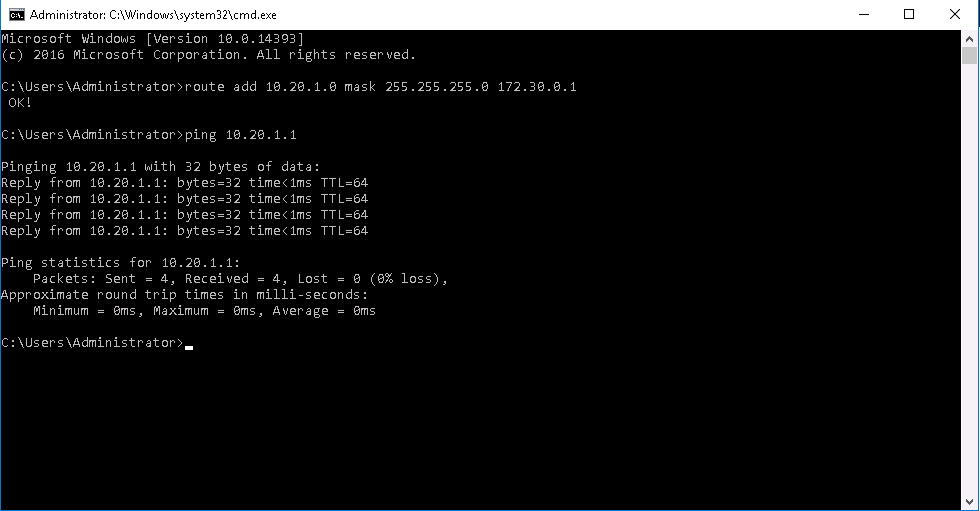 Administrator: C:\Windows\system32\cmd.exe
Microsoft Windows [Version 10.0.14393]
(c) 2016 Microsoft Corporation. All rights reserved.
C:\Users\Administrator>route add 10.20.1.0 mask 255.255.255.0 172.30.0.1
 OK!
C:\Users\Administrator>ping 10.20.1.1
Pinging 10.20.1.1 with 32 bytes of data:
Reply from 10.20.1.1: bytes=32 time<1ms TTL=64
Reply from 10.20.1.1: bytes=32 time<1ms TTL=64
Reply from 10.20.1.1: bytes=32 time<1ms TTL=64
Reply from 10.20.1.1: bytes=32 time<1ms TTL=64
Ping statistics for 10.20.1.1:
    Packets: Sent = 4, Received = 4, Lost = 0 (0% loss),
Approximate round trip times in milli-seconds:
    Minimum = 0ms, Maximum = 0ms, Average = 0ms
C:\Users\Administrator>